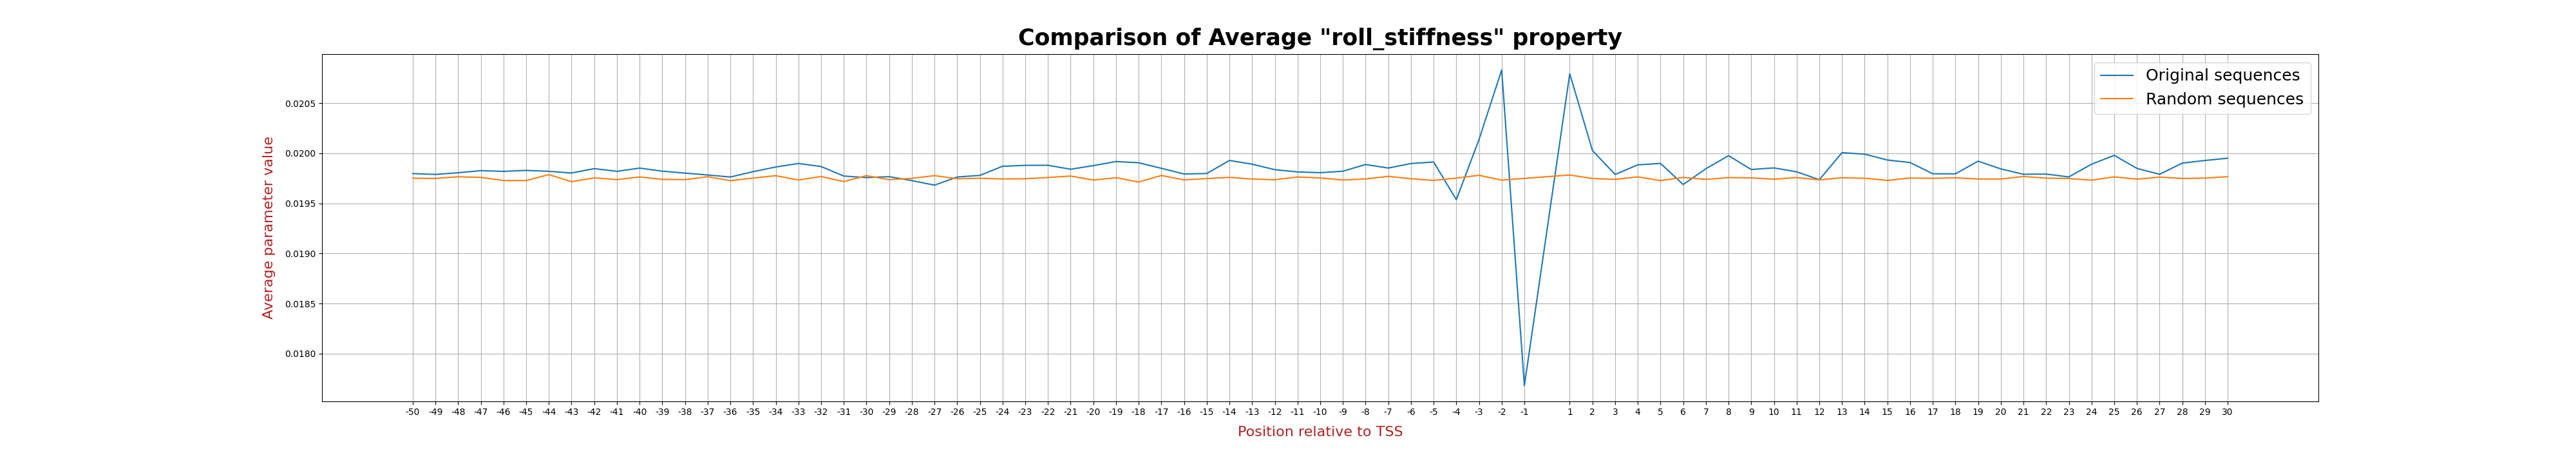 Comparison of Average "roll_stiffness" property
Original sequences
Random sequences
Average parameter value
0.0205
0.0200
0.0195
0.0190
0.0185
0.0180
-50 -49 -48 -47 -46 -45 -44 -43 -42 -41 -40 -39 -38 -37 -36 -35 -34 -33 -32 -31 -30 -29 -28 -27 -26 -25 -24 -23 -22 -21 -20 -19 -18 -17 -16 -15 -14 -13 -12 -11 -10 -9 -8 -7 -6 -5 -4 -3 -2 -1 1 2 3 4 5 6 7 8 9 10 11 12 13 14 15 16 17 18 19 20 21 22 23 24 25 26 27 28 29 30
Position relative to TSS